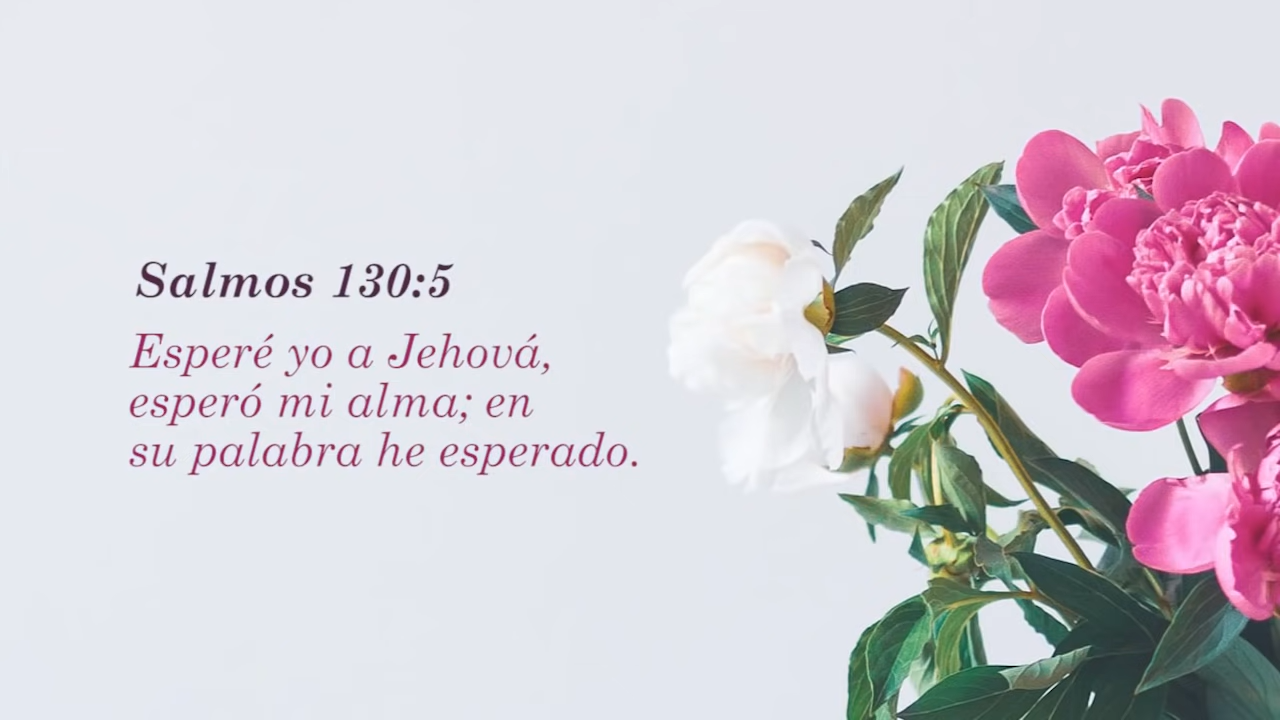 Salmos 130:5
Esperé yo a Jehová,
esperó mi alma; en
su palabra he esperado.